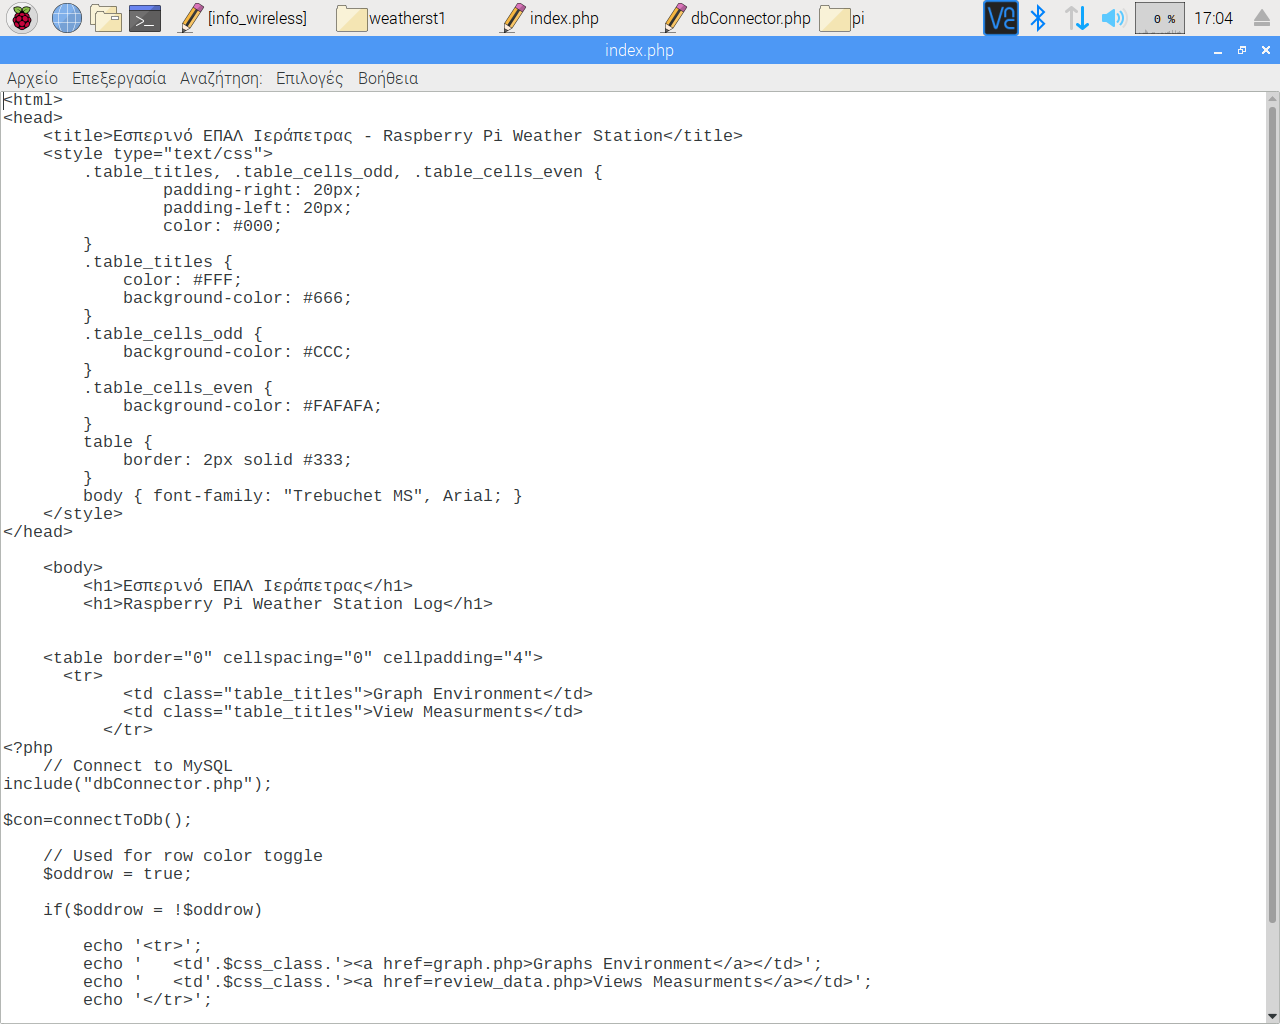 [info_wireless] weatherst1 index.php dbConnector.php pi 0 % 17:04
index.php
Αρχείο Επεξεργασία Αναζήτηση: Επιλογές Βοήθεια
<html>
<head>
    <title>Εσπερινό ΕΠΑΛ Ιεράπετρας - Raspberry Pi Weather Station</title>
    <style type="text/css">
        .table_titles, .table_cells_odd, .table_cells_even {
                padding-right: 20px;
                padding-left: 20px;
                color: #000;
        }
        .table_titles {
            color: #FFF;
            background-color: #666;
        }
        .table_cells_odd {
            background-color: #CCC;
        }
        .table_cells_even {
            background-color: #FAFAFA;
        }
        table {
            border: 2px solid #333;
        }
        body { font-family: "Trebuchet MS", Arial; }
    </style>
</head>
    <body>
        <h1>Εσπερινό ΕΠΑΛ Ιεράπετρας</h1>
        <h1>Raspberry Pi Weather Station Log</h1>
    <table border="0" cellspacing="0" cellpadding="4">
      <tr>
            <td class="table_titles">Graph Environment</td>
            <td class="table_titles">View Measurments</td>
          </tr>
<?php
    // Connect to MySQL
include("dbConnector.php");
$con=connectToDb();
    // Used for row color toggle
    $oddrow = true;
    if($oddrow = !$oddrow)
        echo '<tr>';
        echo '   <td'.$css_class.'><a href=graph.php>Graphs Environment</a></td>';
        echo '   <td'.$css_class.'><a href=review_data.php>Views Measurments</a></td>';
        echo '</tr>';